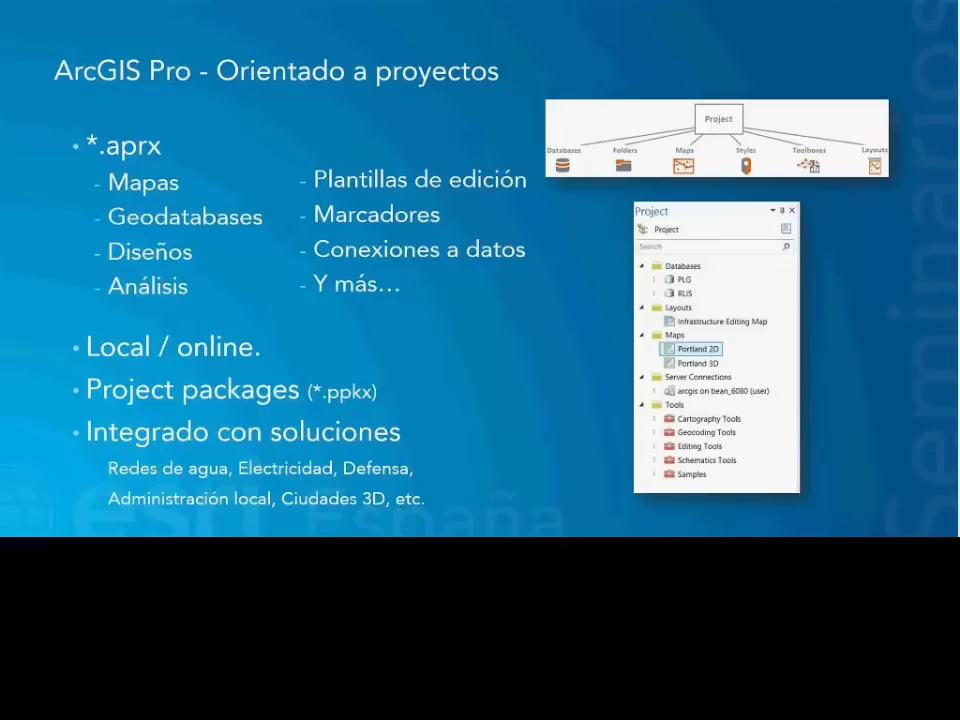 ArcGIS Pro - Orientado a proyectos
• *.aprx
- Mapas
- Geodatabases
- Diseños
- Análisis
- Plantillas de edición
- Marcadores
- Conexiones a datos
- Y más...
• Local / online.
• Project packages (*.ppkx)
• Integrado con soluciones
Redes de agua, Electricidad, Defensa,
Administración local, Ciudades 3D, etc.
Project
Databases Folders Maps Styles Toolboxes Layouts
Project
Project
Search
Databases
PLG
RLIS
Layouts
Infrastructure Editing Map
Maps
Portland 2D
Portland 3D
Server Connections
arcgis on bean_6080 (user)
Tools
Cartography Tools
Geocoding Tools
Editing Tools
Schematics Tools
Samples
esri España
Seminarios